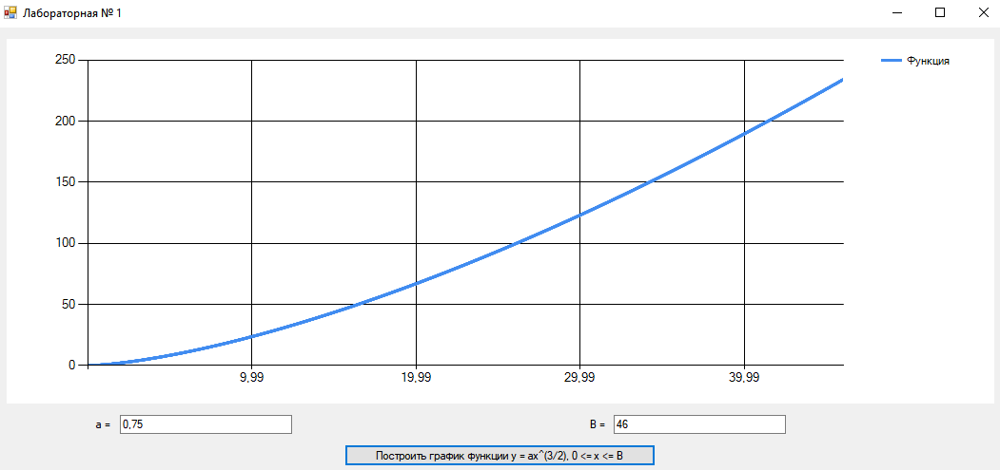 Лабораторная № 1
250
Функция
200
150
100
50
0
9,99 19,99 29,99 39,99
a = 0,75 B = 46
Построить график функции y = ax^(3/2), 0 <= x <= B